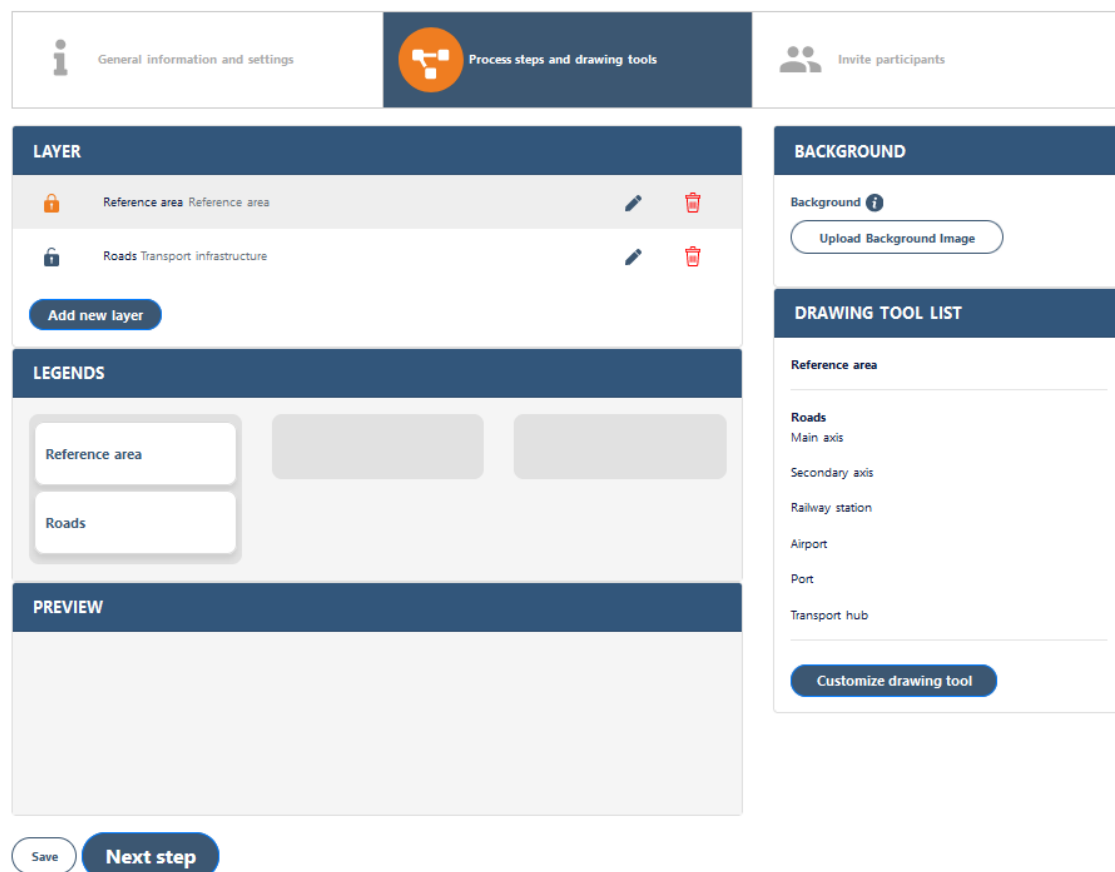 General information and settings
Process steps and drawing tools
Invite participants
LAYER
Reference area Reference area
Roads Transport infrastructure
Add new layer
LEGENDS
Reference area
Roads
PREVIEW
Save
Next step
BACKGROUND
Background
Upload Background Image
DRAWING TOOL LIST
Reference area
Roads
Main axis
Secondary axis
Railway station
Airport
Port
Transport hub
Customize drawing tool